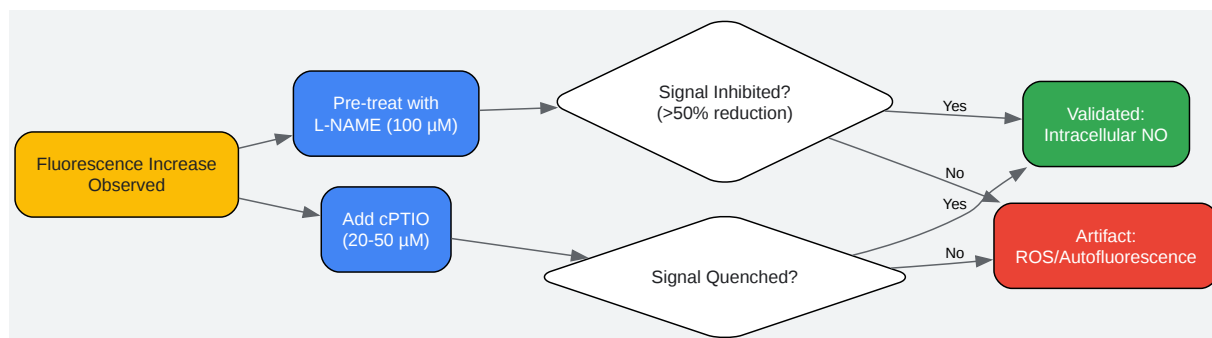 Fluorescence Increase
Observed
Pre-treat with
L-NAME (100 µM)
Add cPTIO
(20-50 µM)
Signal Inhibited?
(>50% reduction)
Signal Quenched?
Yes
No
Yes
No
Validated:
Intracellular NO
Artifact:
ROS/Autofluorescence